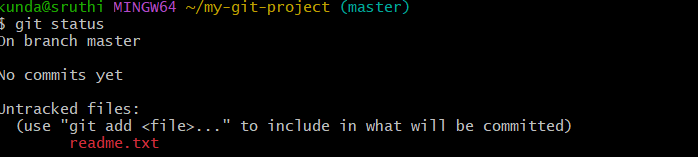 kunda@sruthi MINGW64 ~/my-git-project (master)
$ git status
On branch master
No commits yet
Untracked files:
(use "git add <file>..." to include in what will be committed)
readme.txt